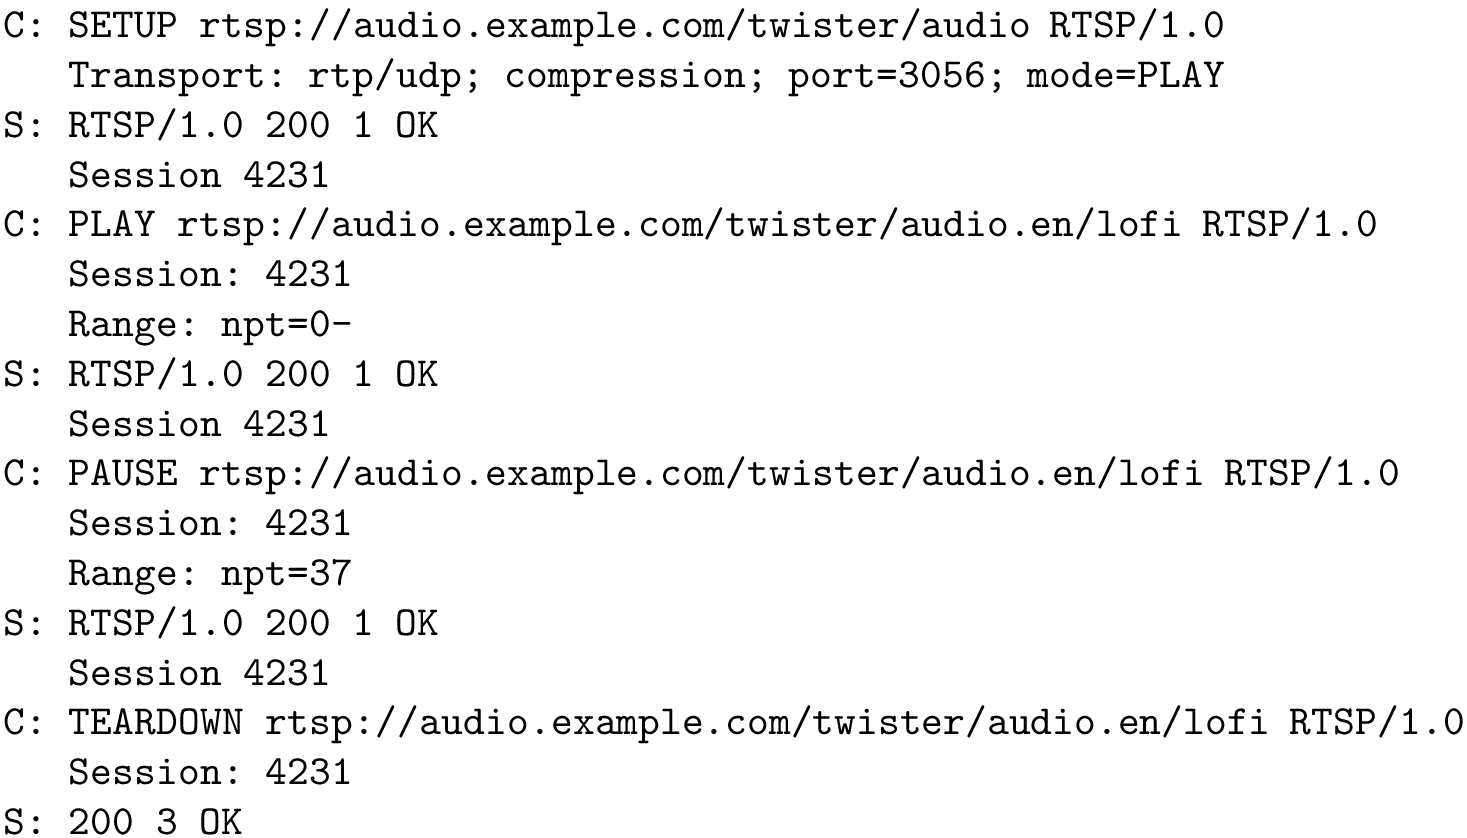 C: SETUP rtsp://audio.example.com/twister/audio RTSP/1.0
Transport: rtp/udp; compression; port=3056; mode=PLAY
S: RTSP/1.0 200 1 OK
Session 4231
C: PLAY rtsp://audio.example.com/twister/audio.en/lofi RTSP/1.0
Session: 4231
Range: npt=0-
S: RTSP/1.0 200 1 OK
Session 4231
C: PAUSE rtsp://audio.example.com/twister/audio.en/lofi RTSP/1.0
Session: 4231
Range: npt=37
S: RTSP/1.0 200 1 OK
Session 4231
C: TEARDOWN rtsp://audio.example.com/twister/audio.en/lofi RTSP/1.0
Session: 4231
S: 200 3 OK